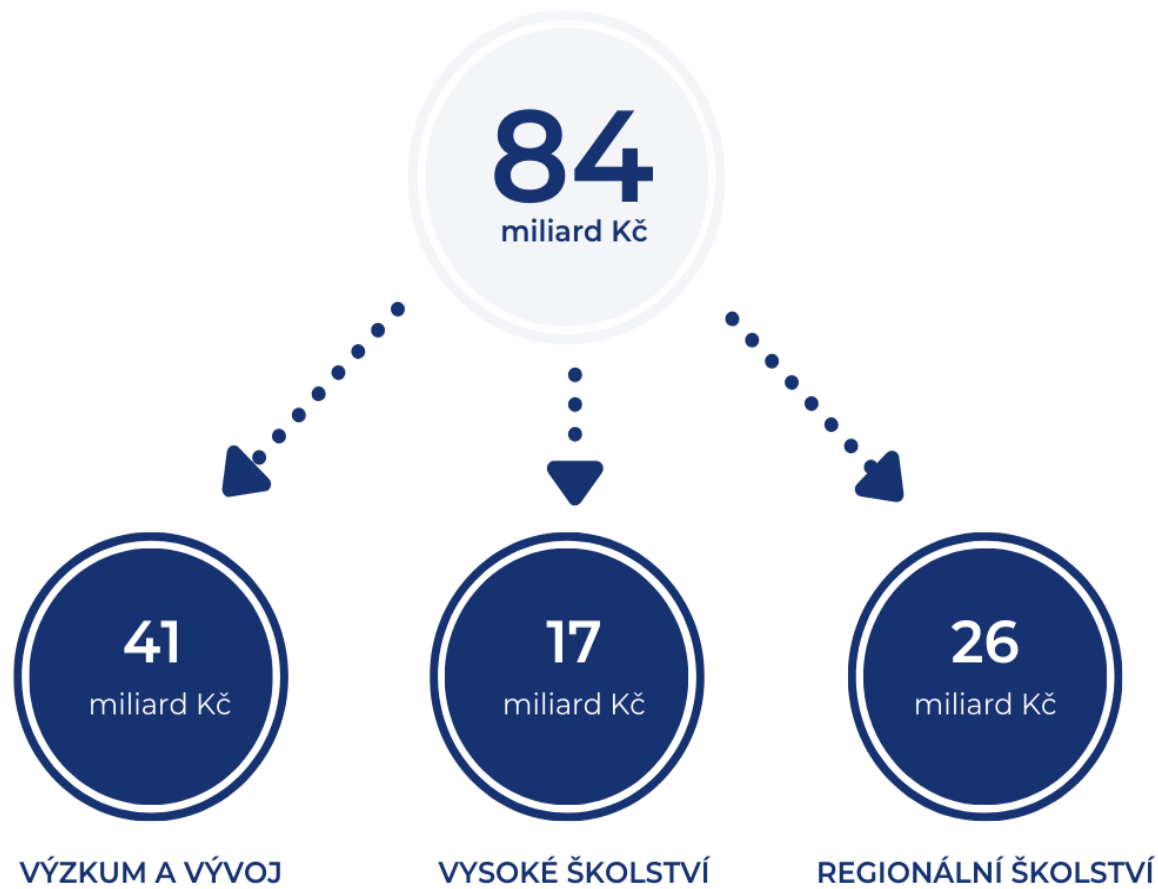 84
miliard Kč
41
miliard Kč
17
miliard Kč
26
miliard Kč
VÝZKUM A VÝVOJ
VYSOKÉ ŠKOLSTVÍ
REGIONÁLNÍ ŠKOLSTVÍ